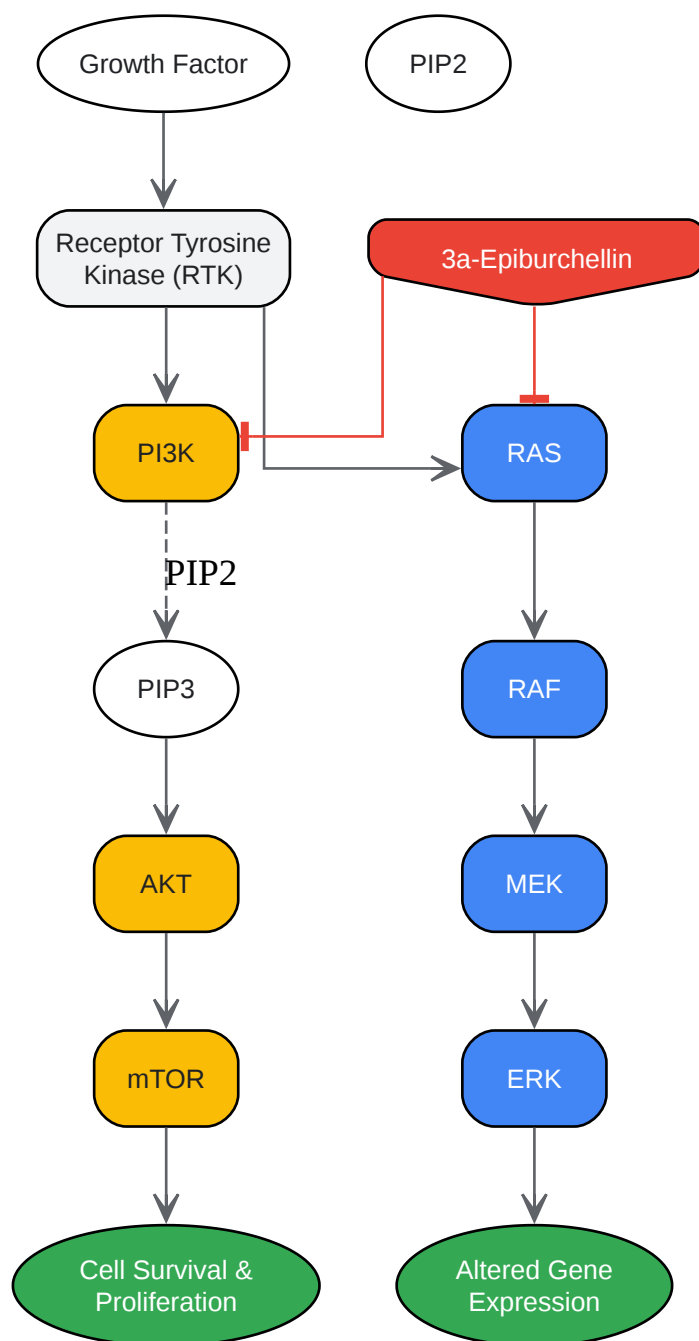 Growth Factor
PIP2
Receptor Tyrosine
Kinase (RTK)
3a-Epiburchellin
PI3K
RAS
PIP2
PIP3
RAF
AKT
MEK
mTOR
ERK
Cell Survival &
Proliferation
Altered Gene
Expression